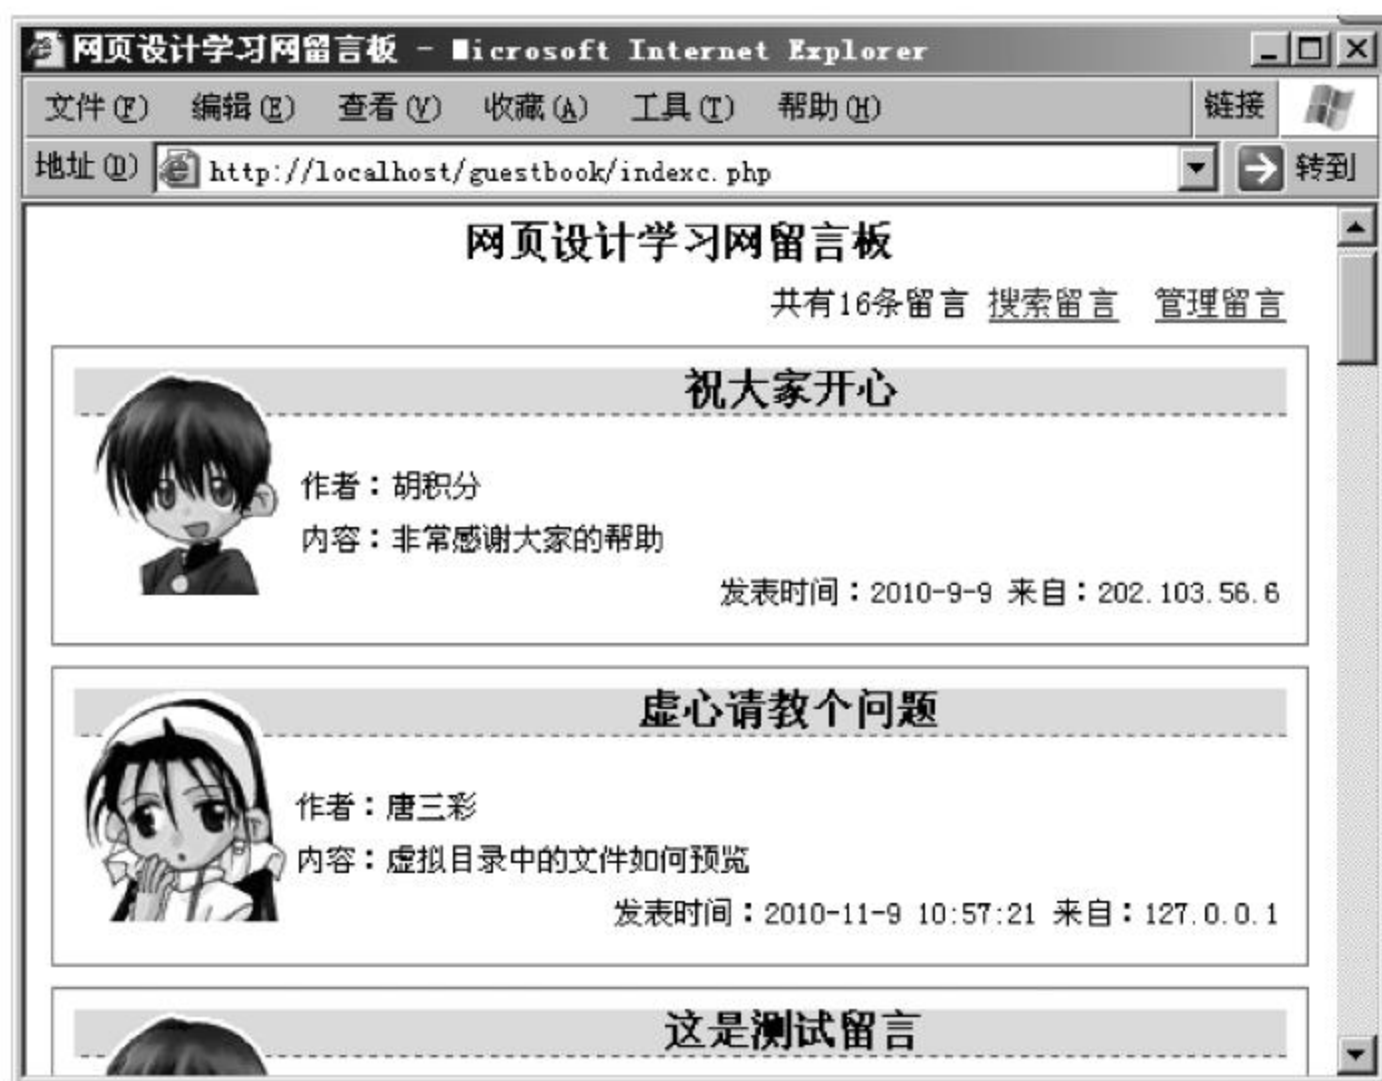 网页设计学习网留言板 - Microsoft Internet Explorer
文件(F) 编辑(E) 查看(V) 收藏(A) 工具(T) 帮助(H) 链接
地址(D) http://localhost/guestbook/indexc.php 转到
网页设计学习网留言板
共有16条留言 搜索留言 管理留言
祝大家开心
作者：胡积分
内容：非常感谢大家的帮助
发表时间：2010-9-9 来自：202.103.56.6
虚心请教个问题
作者：唐三彩
内容：虚拟目录中的文件如何预览
发表时间：2010-11-9 10:57:21 来自：127.0.0.1
这是测试留言